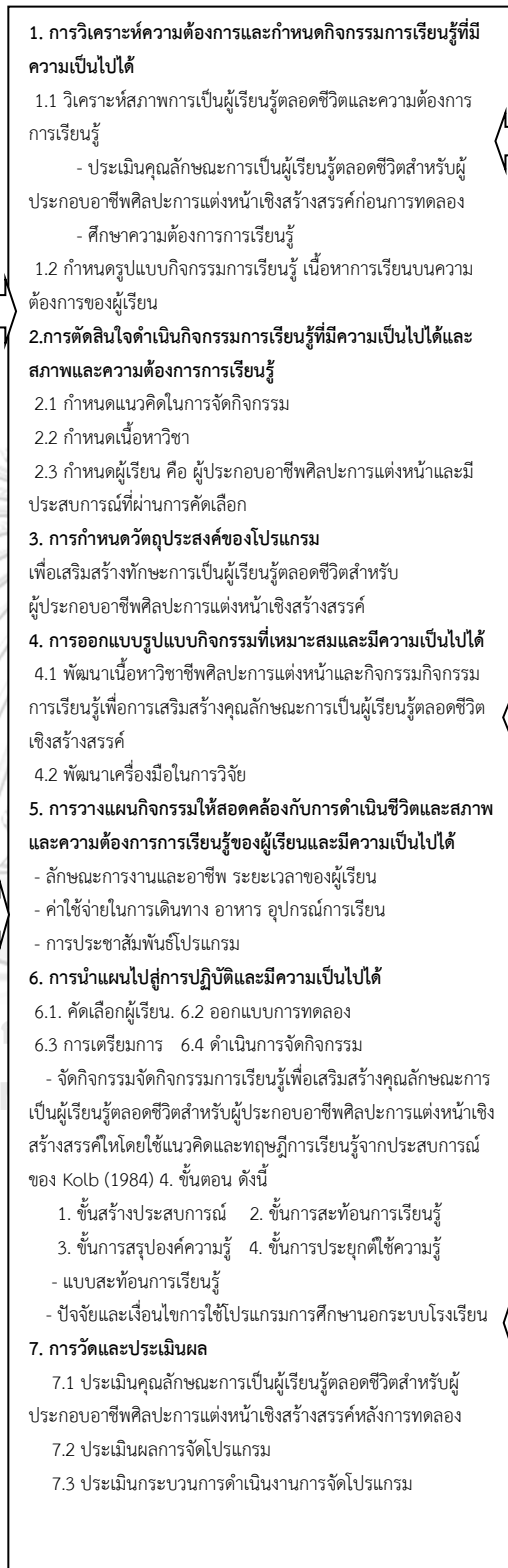 1. การวิเคราะห์ความต้องการและกำหนดกิจกรรมการเรียนรู้ที่มี
ความเป็นไปได้
1.1 วิเคราะห์สภาพการเป็นผู้เรียนรู้ตลอดชีวิตและความต้องการ
การเรียนรู้
- ประเมินคุณลักษณะการเป็นผู้เรียนรู้ตลอดชีวิตสำหรับผู้
ประกอบอาชีพศิลปะการแต่งหน้าเชิงสร้างสรรค์ก่อนการทดลอง
- ศึกษาความต้องการการเรียนรู้
1.2 กำหนดรูปแบบกิจกรรมการเรียนรู้ เนื้อหาการเรียนบนความ
ต้องการของผู้เรียน
2.การตัดสินใจดำเนินกิจกรรมการเรียนรู้ที่มีความเป็นไปได้และ
สภาพและความต้องการการเรียนรู้
2.1 กำหนดแนวคิดในการจัดกิจกรรม
2.2 กำหนดเนื้อหาวิชา
2.3 กำหนดผู้เรียน คือ ผู้ประกอบอาชีพศิลปะการแต่งหน้าและมี
ประสบการณ์ที่ผ่านการคัดเลือก
3. การกำหนดวัตถุประสงค์ของโปรแกรม
เพื่อเสริมสร้างทักษะการเป็นผู้เรียนรู้ตลอดชีวิตสำหรับ
ผู้ประกอบอาชีพศิลปะการแต่งหน้าเชิงสร้างสรรค์
4. การออกแบบรูปแบบกิจกรรมที่เหมาะสมและมีความเป็นไปได้
4.1 พัฒนาเนื้อหาวิชาชีพศิลปะการแต่งหน้าและกิจกรรมกิจกรรม
การเรียนรู้เพื่อการเสริมสร้างคุณลักษณะการเป็นผู้เรียนรู้ตลอดชีวิต
เชิงสร้างสรรค์
4.2 พัฒนาเครื่องมือในการวิจัย
5. การวางแผนกิจกรรมให้สอดคล้องกับการดำเนินชีวิตและสภาพ
และความต้องการการเรียนรู้ของผู้เรียนและมีความเป็นไปได้
- ลักษณะการงานและอาชีพ ระยะเวลาของผู้เรียน
- ค่าใช้จ่ายในการเดินทาง อาหาร อุปกรณ์การเรียน
- การประชาสัมพันธ์โปรแกรม
6. การนำแผนไปสู่การปฏิบัติและมีความเป็นไปได้
6.1. คัดเลือกผู้เรียน. 6.2 ออกแบบการทดลอง
6.3 การเตรียมการ 6.4 ดำเนินการจัดกิจกรรม
- จัดกิจกรรมจัดกิจกรรมการเรียนรู้เพื่อเสริมสร้างคุณลักษณะการ
เป็นผู้เรียนรู้ตลอดชีวิตสำหรับผู้ประกอบอาชีพศิลปะการแต่งหน้าเชิง
สร้างสรรค์ใหโดยใช้แนวคิดและทฤษฎีการเรียนรู้จากประสบการณ์
ของ Kolb (1984) 4. ขั้นตอน ดังนี้
1. ขั้นสร้างประสบการณ์ 2. ขั้นการสะท้อนการเรียนรู้
3. ขั้นการสรุปองค์ความรู้ 4. ขั้นการประยุกต์ใช้ความรู้
- แบบสะท้อนการเรียนรู้
- ปัจจัยและเงื่อนไขการใช้โปรแกรมการศึกษานอกระบบโรงเรียน
7. การวัดและประเมินผล
7.1 ประเมินคุณลักษณะการเป็นผู้เรียนรู้ตลอดชีวิตสำหรับผู้
ประกอบอาชีพศิลปะการแต่งหน้าเชิงสร้างสรรค์หลังการทดลอง
7.2 ประเมินผลการจัดโปรแกรม
7.3 ประเมินกระบวนการดำเนินงานการจัดโปรแกรม